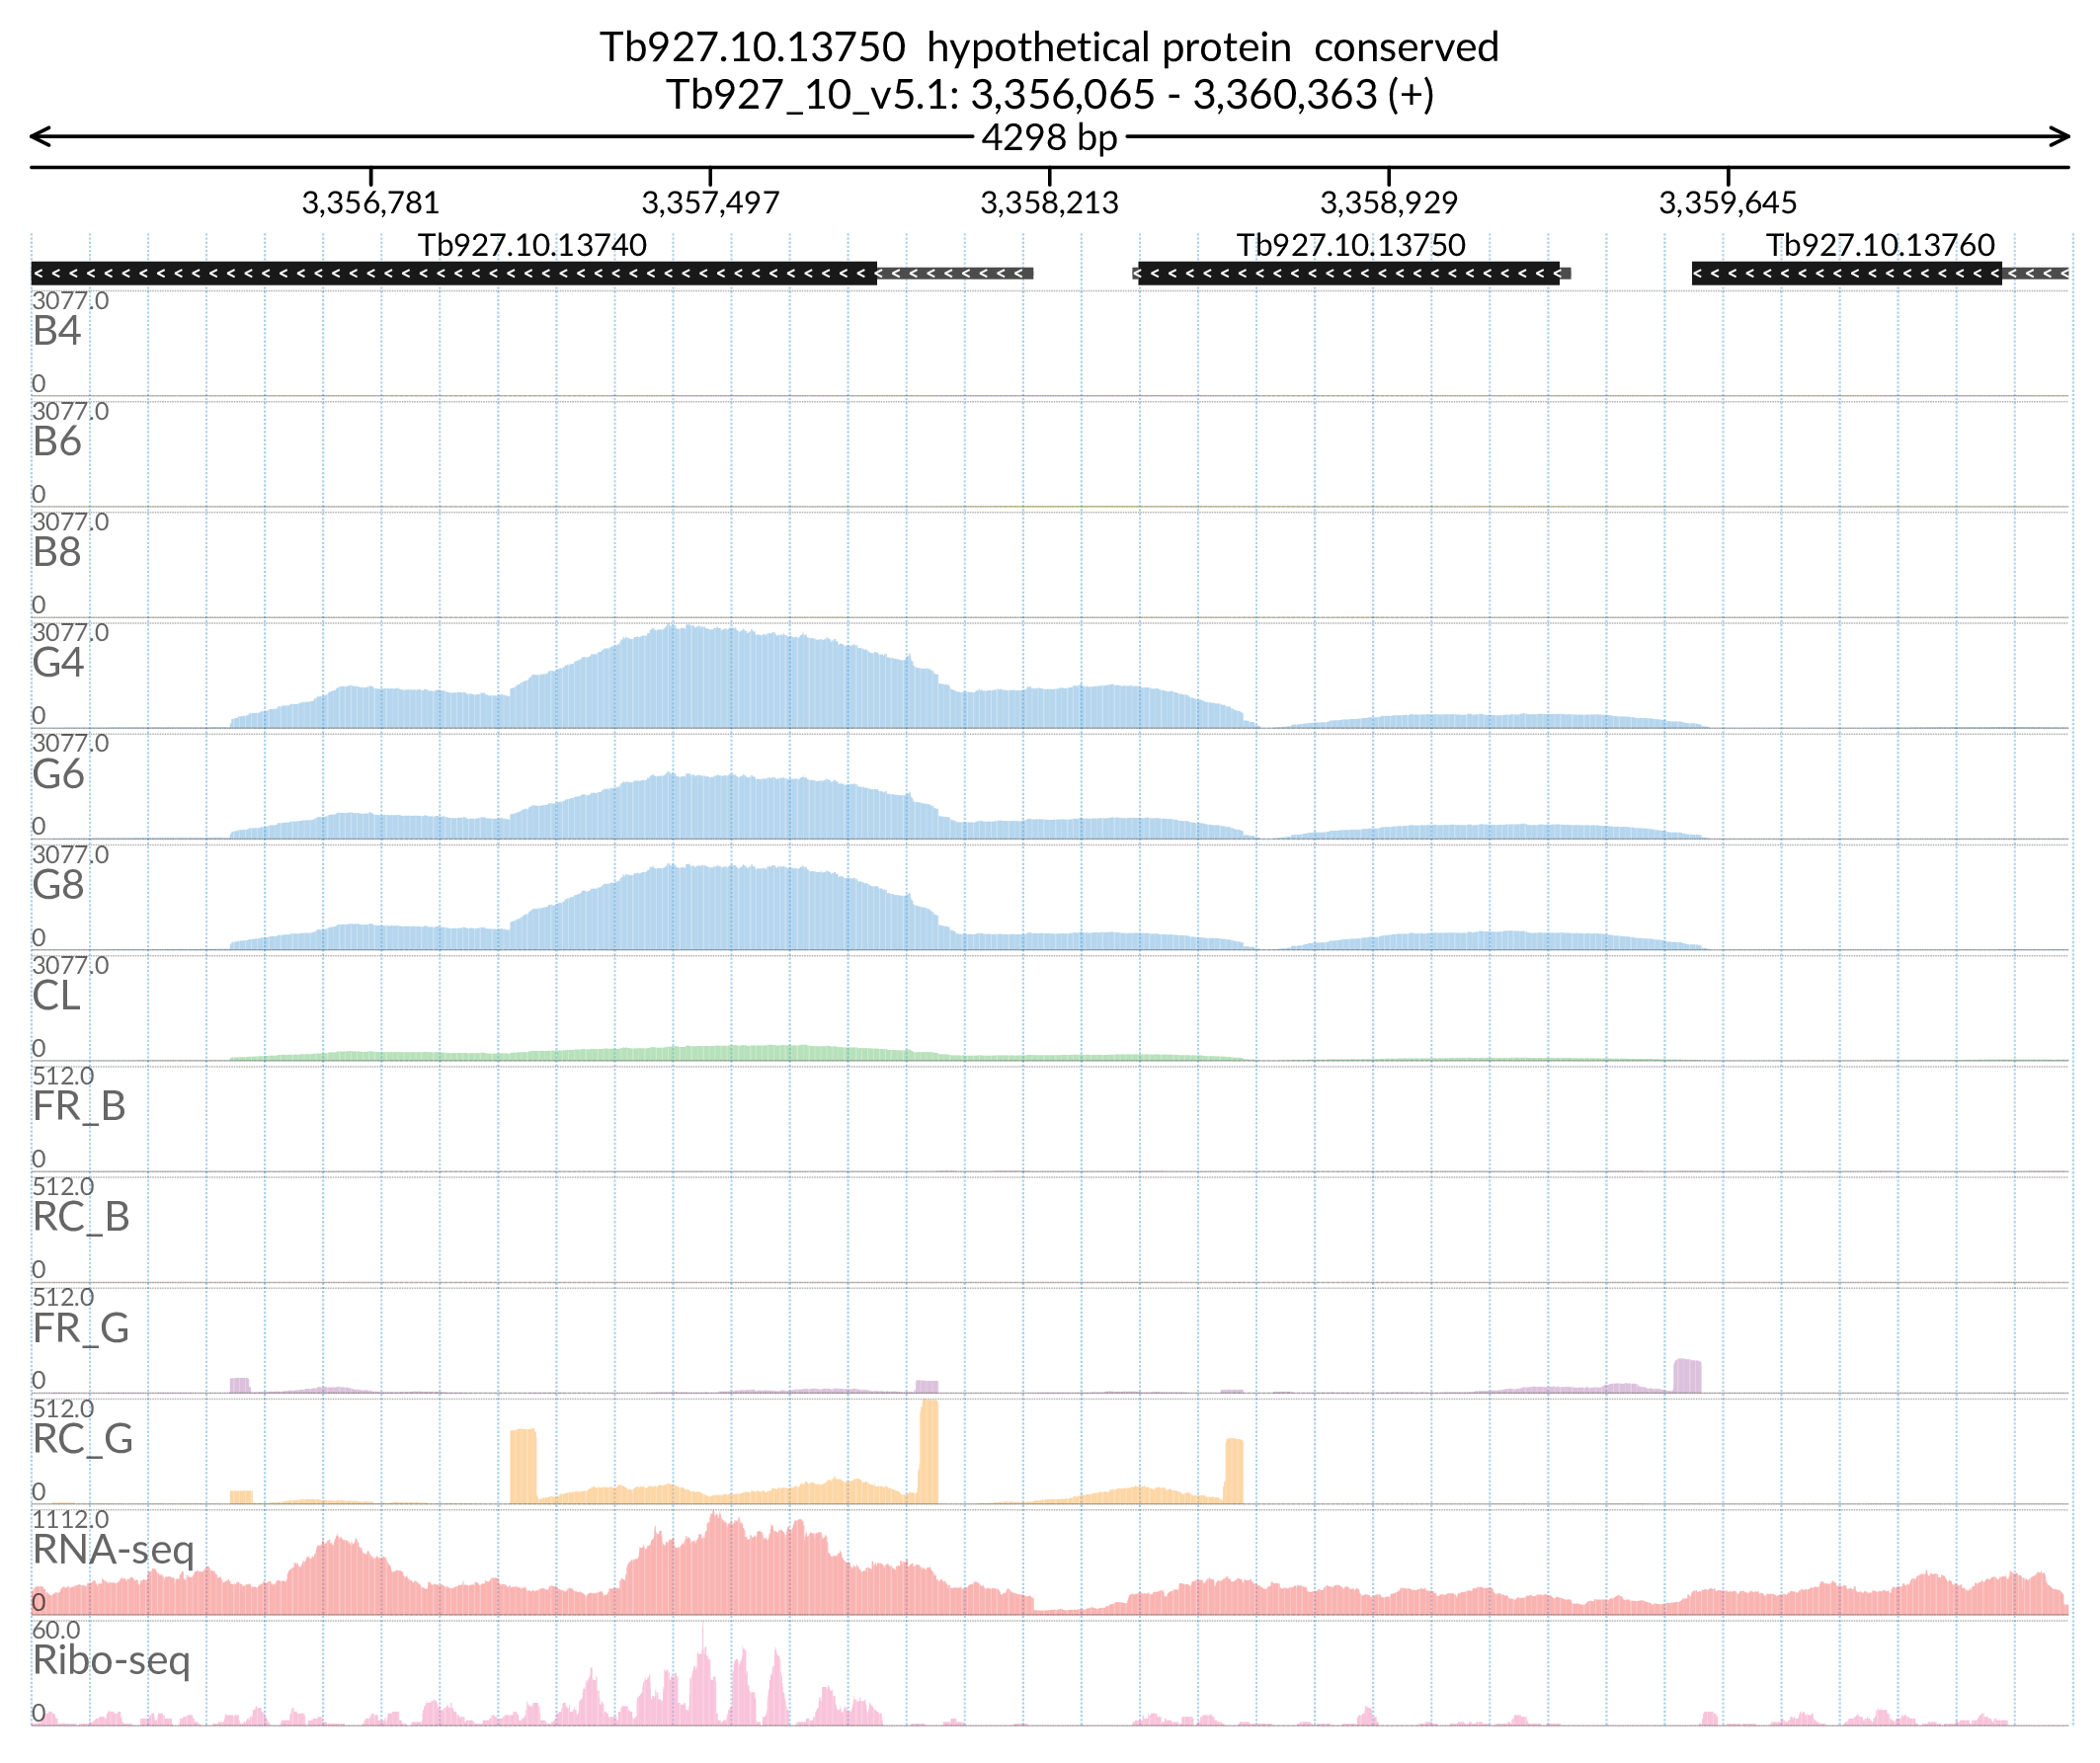 Tb927.10.13750 hypothetical protein conserved
Tb927_10_v5.1: 3,356,065 - 3,360,363 (+)
4298 bp
3,356,781 3,357,497 3,358,213 3,358,929 3,359,645
Tb927.10.13740 Tb927.10.13750 Tb927.10.13760
3077.0
B4
0
3077.0
B6
0
3077.0
B8
0
3077.0
G4
0
3077.0
G6
0
3077.0
G8
0
3077.0
CL
0
512.0
FR_B
0
512.0
RC_B
0
512.0
FR_G
0
512.0
RC_G
0
1112.0
RNA-seq
0
60.0
Ribo-seq
0